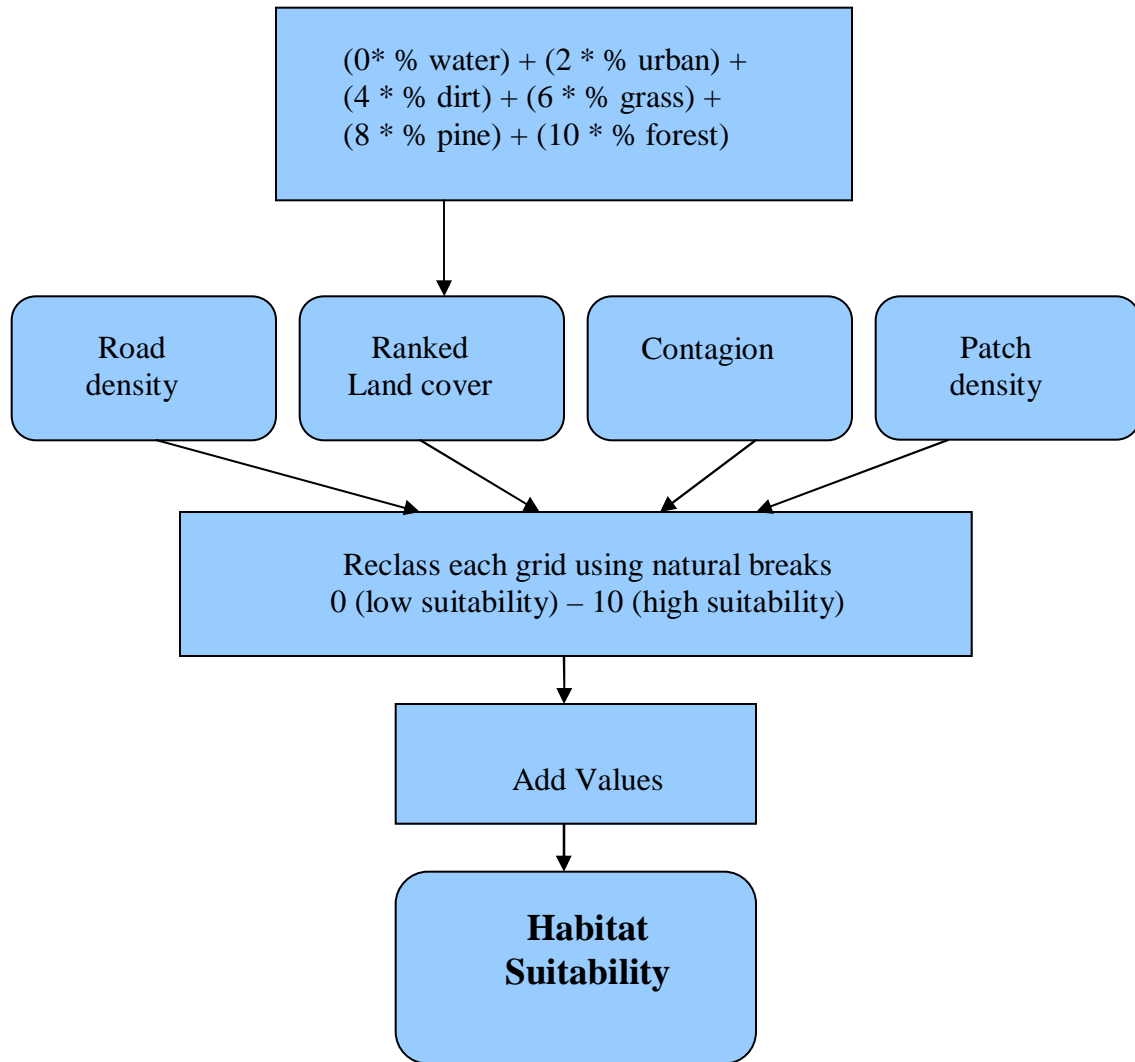 (0* % water) + (2 * % urban) +
(4 * % dirt) + (6 * % grass) +
(8 * % pine) + (10 * % forest)
Road
density
Ranked
Land cover
Contagion
Patch
density
Reclass each grid using natural breaks
0 (low suitability) – 10 (high suitability)
Add Values
Habitat
Suitability